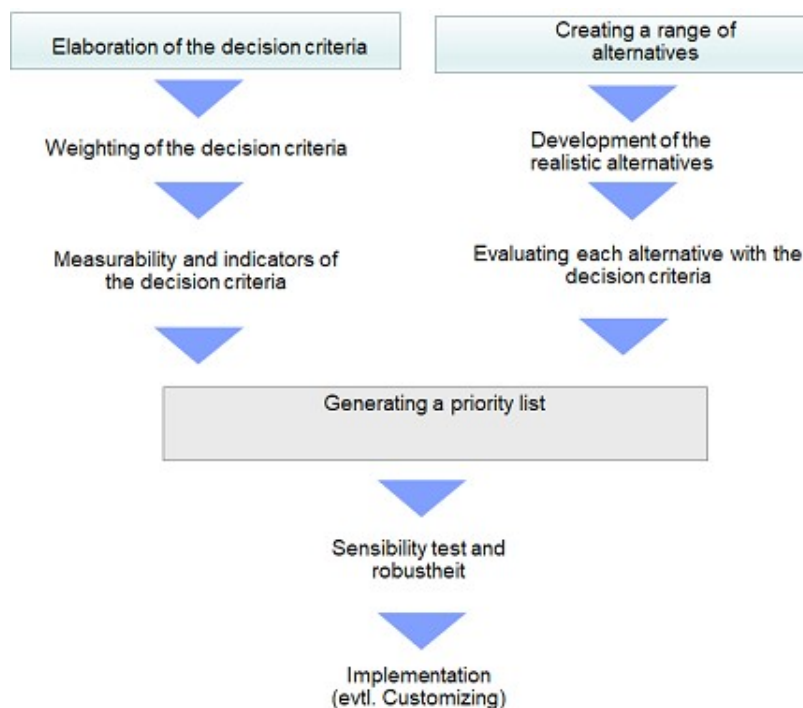 Elaboration of the decision criteria
Creating a range of
alternatives
Weighting of the decision criteria
Development of the
realistic alternatives
Measurability and indicators of
the decision criteria
Evaluating each alternative with the
decision criteria
Generating a priority list
Sensibility test and
robustheit
Implementation
(evtl. Customizing)